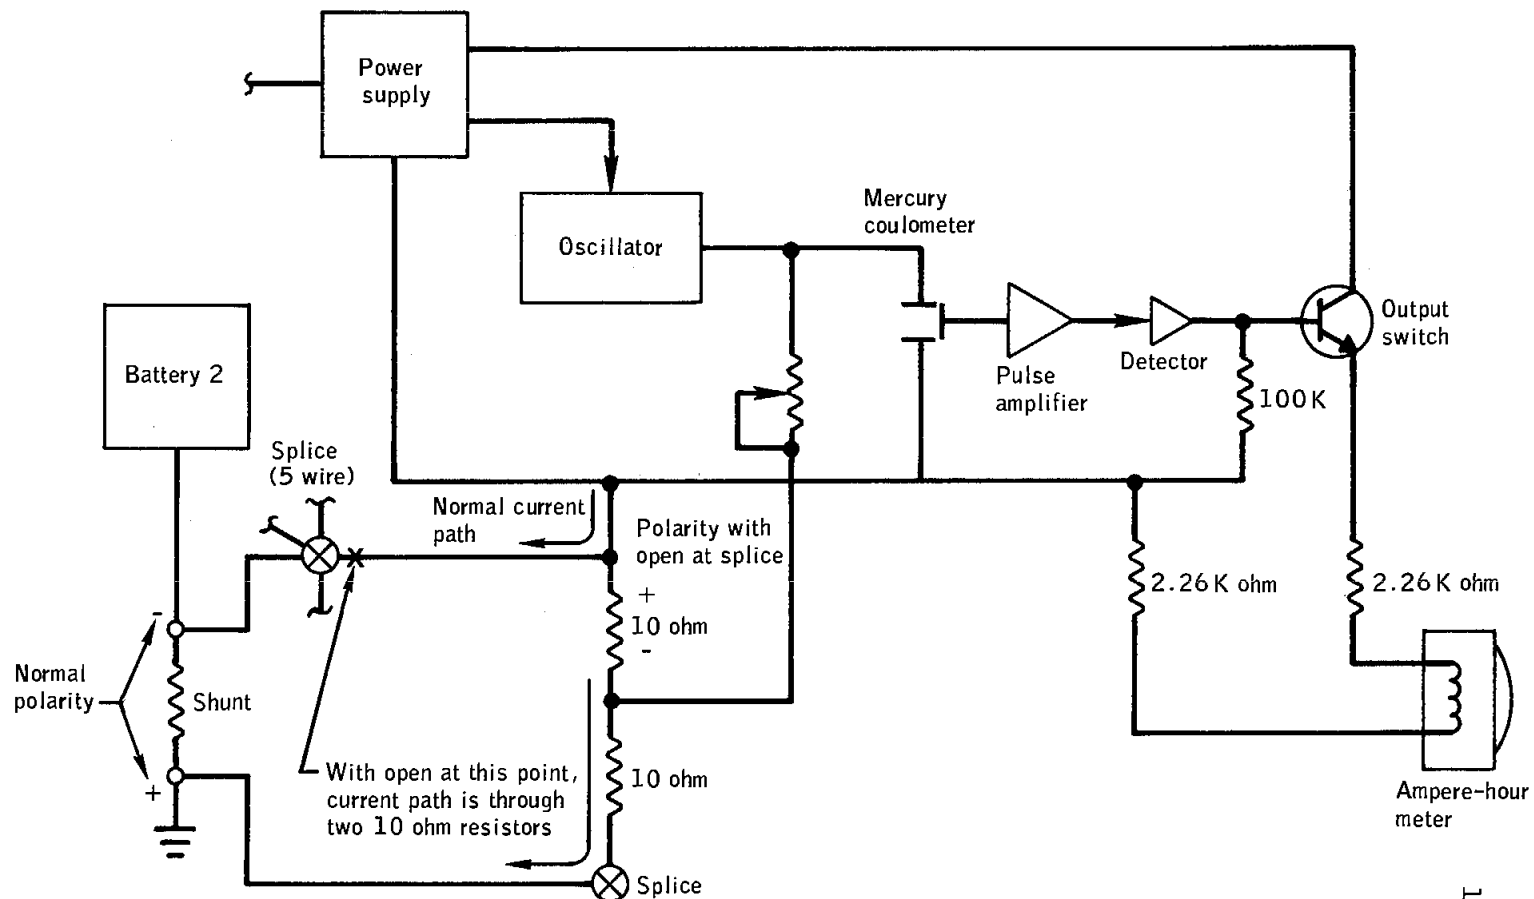 Power
supply
Oscillator
Mercury
coulometer
Output
switch
Pulse
amplifier
Detector
100K
Battery 2
Splice
(5 wire)
Normal current
path
Polarity with
open at splice
+
10 ohm
-
2.26K ohm
2.26K ohm
-
Normal
polarity
Shunt
+
With open at this point,
current path is through
two 10 ohm resistors
10 ohm
Splice
Ampere-hour
meter
1